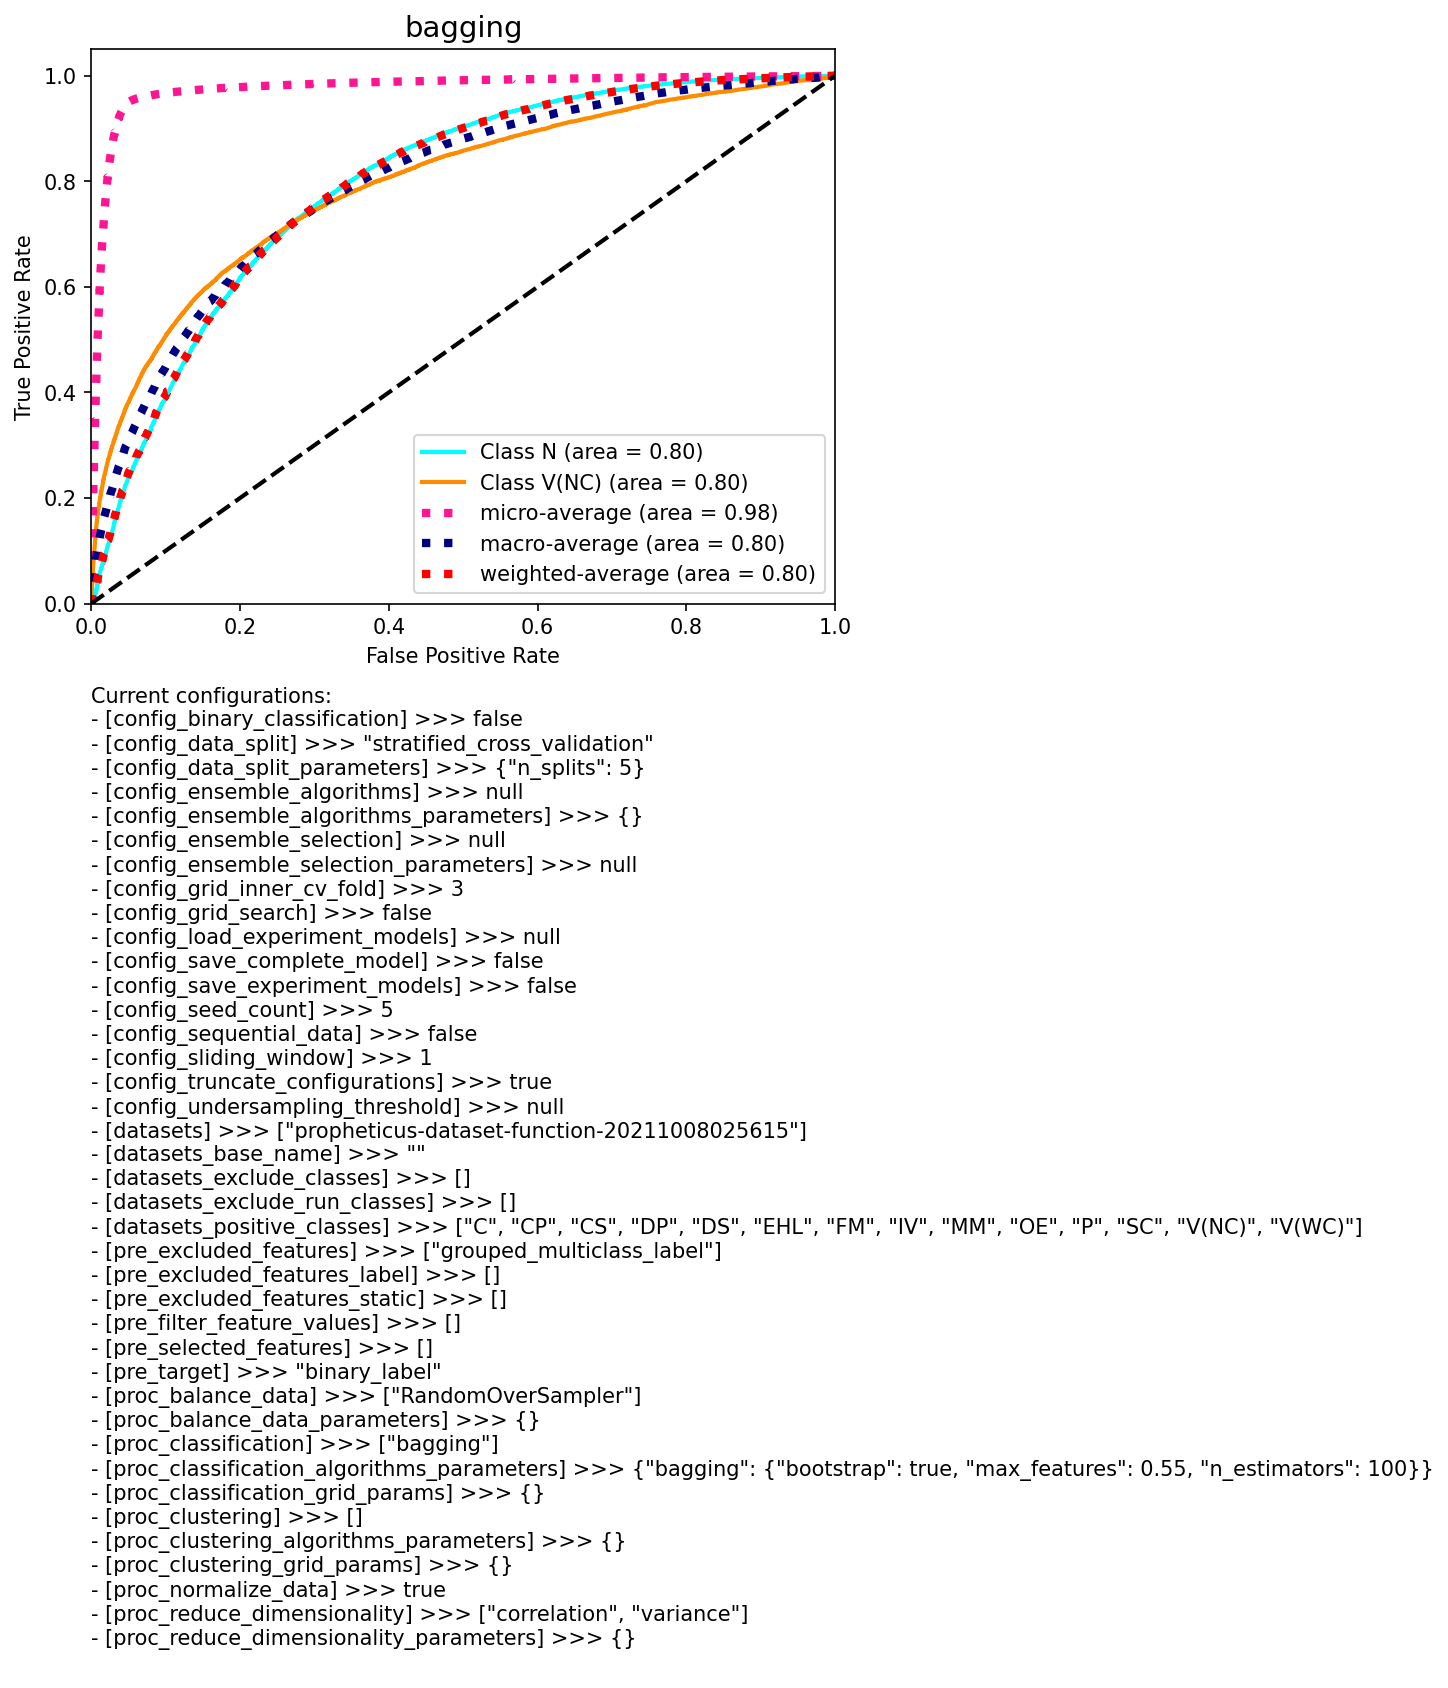 bagging
1.0
0.8
0.6
0.4
0.2
0.0
True Positive Rate
Class N (area = 0.80)
Class V(NC) (area = 0.80)
micro-average (area = 0.98)
macro-average (area = 0.80)
weighted-average (area = 0.80)
0.0 0.2 0.4 0.6 0.8 1.0
False Positive Rate
Current configurations:
- [config_binary_classification] >>> false
- [config_data_split] >>> "stratified_cross_validation"
- [config_data_split_parameters] >>> {"n_splits": 5}
- [config_ensemble_algorithms] >>> null
- [config_ensemble_algorithms_parameters] >>> {}
- [config_ensemble_selection] >>> null
- [config_ensemble_selection_parameters] >>> null
- [config_grid_inner_cv_fold] >>> 3
- [config_grid_search] >>> false
- [config_load_experiment_models] >>> null
- [config_save_complete_model] >>> false
- [config_save_experiment_models] >>> false
- [config_seed_count] >>> 5
- [config_sequential_data] >>> false
- [config_sliding_window] >>> 1
- [config_truncate_configurations] >>> true
- [config_undersampling_threshold] >>> null
- [datasets] >>> ["propheticus-dataset-function-20211008025615"]
- [datasets_base_name] >>> ""
- [datasets_exclude_classes] >>> []
- [datasets_exclude_run_classes] >>> []
- [datasets_positive_classes] >>> ["C", "CP", "CS", "DP", "DS", "EHL", "FM", "IV", "MM", "OE", "P", "SC", "V(NC)", "V(WC)"]
- [pre_excluded_features] >>> ["grouped_multiclass_label"]
- [pre_excluded_features_label] >>> []
- [pre_excluded_features_static] >>> []
- [pre_filter_feature_values] >>> []
- [pre_selected_features] >>> []
- [pre_target] >>> "binary_label"
- [proc_balance_data] >>> ["RandomOverSampler"]
- [proc_balance_data_parameters] >>> {}
- [proc_classification] >>> ["bagging"]
- [proc_classification_algorithms_parameters] >>> {"bagging": {"bootstrap": true, "max_features": 0.55, "n_estimators": 100}}
- [proc_classification_grid_params] >>> {}
- [proc_clustering] >>> []
- [proc_clustering_algorithms_parameters] >>> {}
- [proc_clustering_grid_params] >>> {}
- [proc_normalize_data] >>> true
- [proc_reduce_dimensionality] >>> ["correlation", "variance"]
- [proc_reduce_dimensionality_parameters] >>> {}